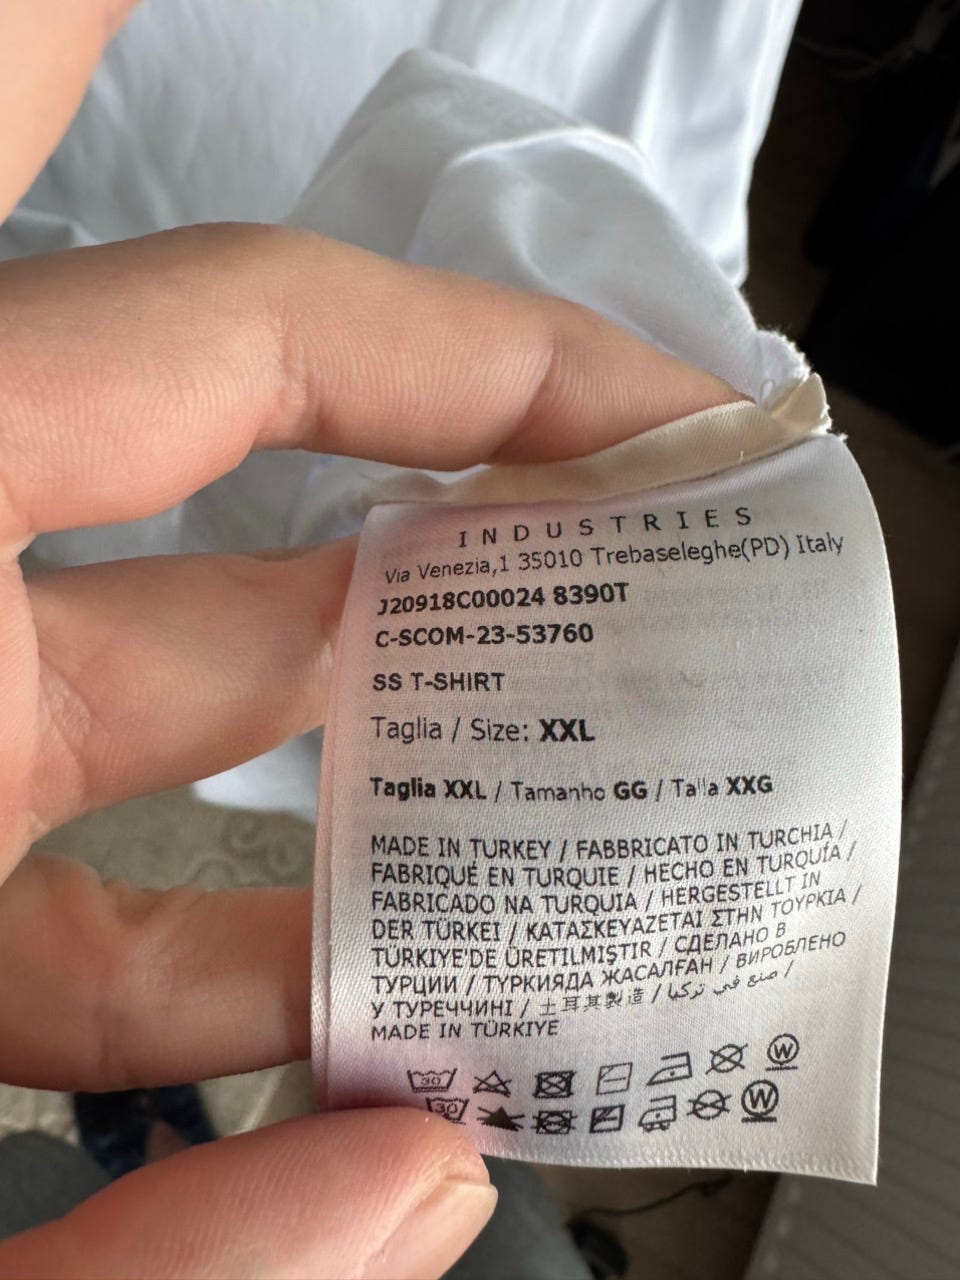 INDUSTRIES
Via Venezia,1 35010 Trebaseleghe(PD) Italy
J20918C00024 8390T
C-SCOM-23-53760
SS T-SHIRT
Taglia / Size: XXL
Taglia XXL / Tamanho GG / Talla XXG
MADE IN TURKEY / FABBRICATO IN TURCHIA /
FABRIQUÉ EN TURQUIE / HECHO EN TURQUÍA /
FABRICADO NA TURQUIA / HERGESTELLT IN
DER TÜRKEI / ΚΑΤΑΣΚΕΥΑΖΕΤΑΙ ΣΤΗΝ ΤΟΥΡΚΙΑ /
TÜRKIYE'DE ÜRETILMIŞTIR / СДЕЛАНО В
ТУРЦИИ / ТҮРКИЯДА ЖАСАЛҒАН / ВИРОБЛЕНО
У ТУРЕЧЧИНІ / 土耳其製造 / صنع في تركيا /
MADE IN TÜRKIYE
30 W
30 W